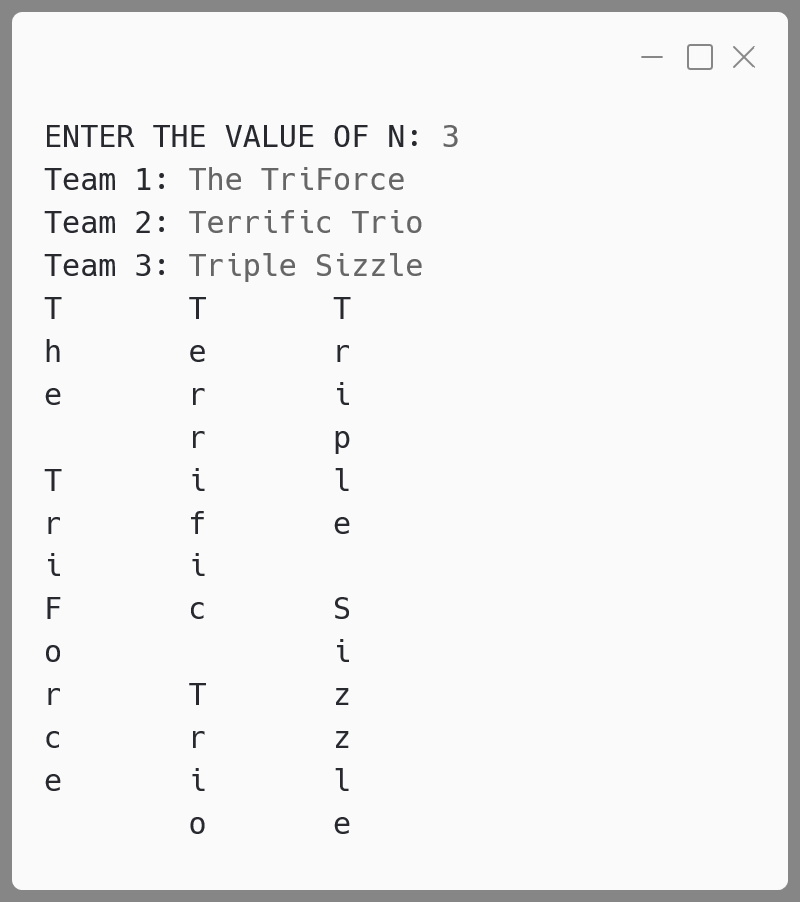 ENTER THE VALUE OF N: 3
Team 1: The TriForce
Team 2: Terrific Trio
Team 3: Triple Sizzle
T       T       T
h       e       r
e       r       i
        r       p
T       i       l
r       f       e
i       i
F       c       S
o               i
r       T       z
c       r       z
e       i       l
        o       e